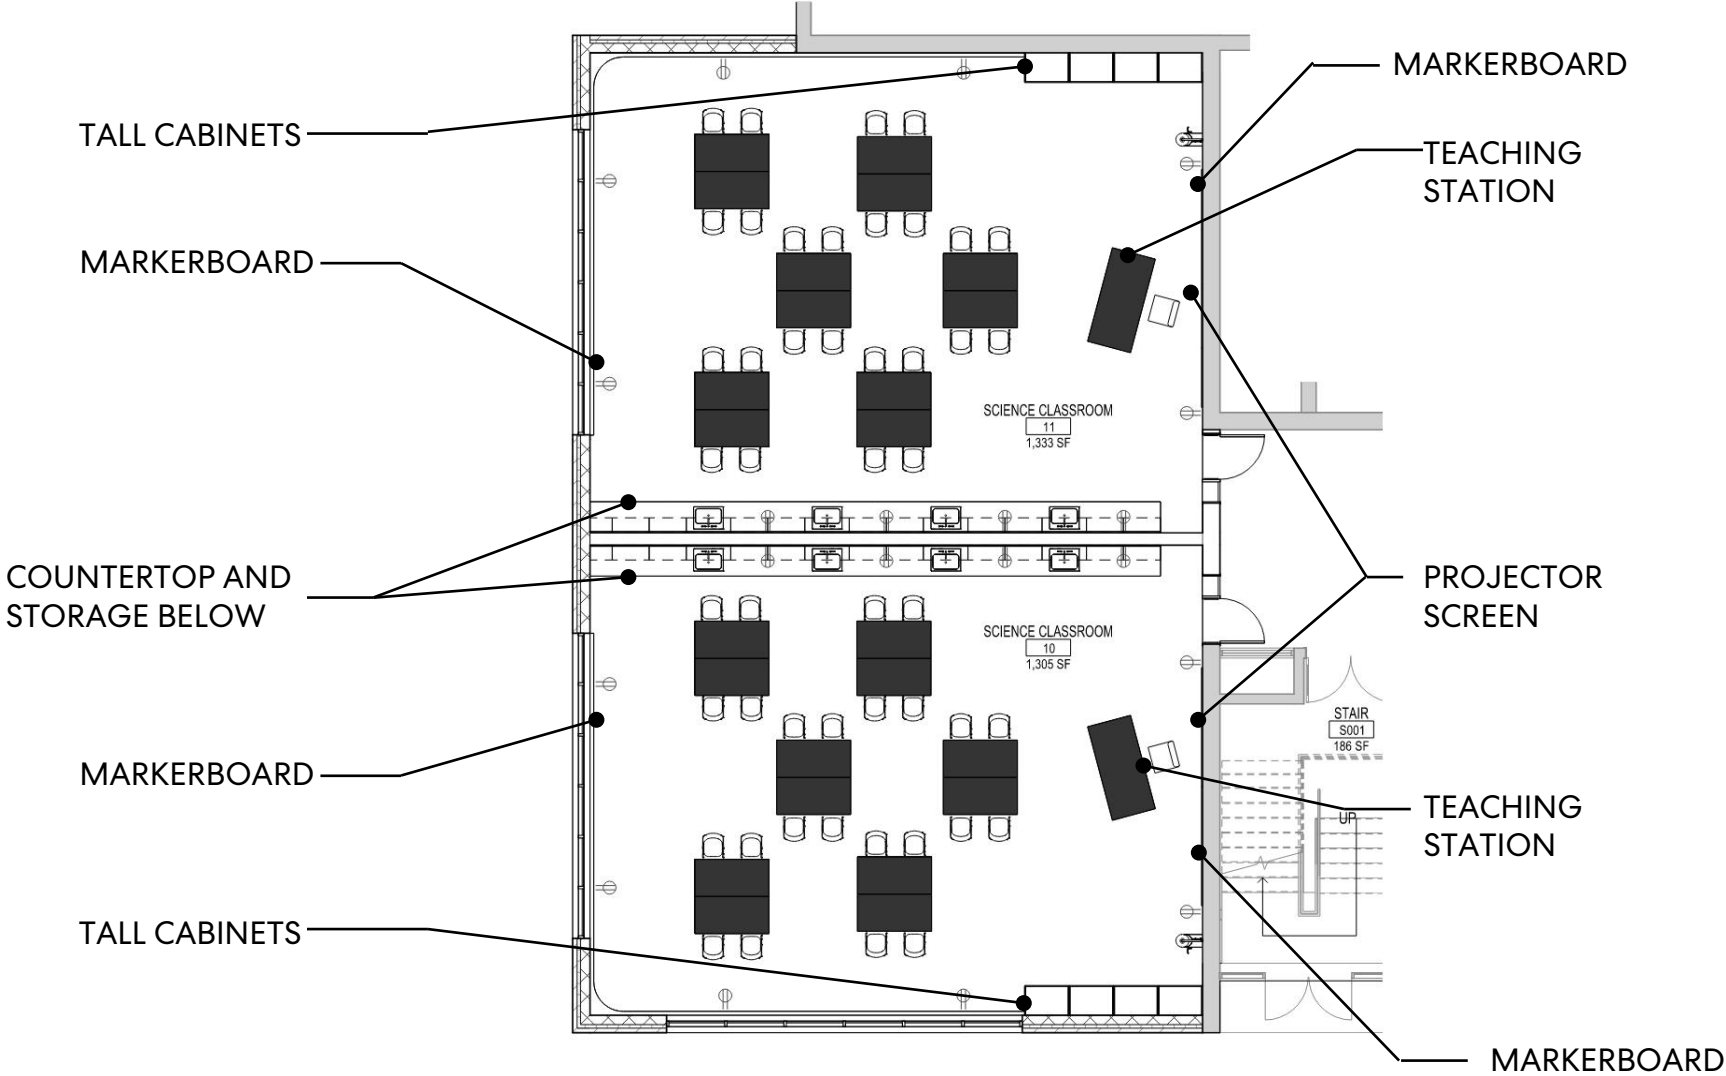 MARKERBOARD
TALL CABINETS
TEACHING
STATION
MARKERBOARD
SCIENCE CLASSROOM
11
1,333 SF
COUNTERTOP AND
STORAGE BELOW
PROJECTOR
SCREEN
SCIENCE CLASSROOM
10
1,305 SF
STAIR
S001
186 SF
MARKERBOARD
TEACHING
STATION
UP
TALL CABINETS
MARKERBOARD